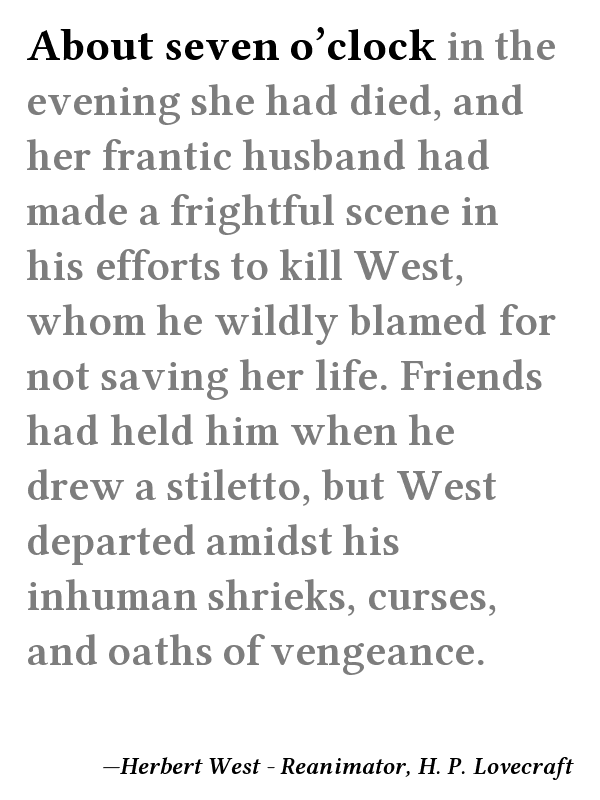 About seven o’clock in the
evening she had died, and
her frantic husband had
made a frightful scene in
his efforts to kill West,
whom he wildly blamed for
not saving her life. Friends
had held him when he
drew a stiletto, but West
departed amidst his
inhuman shrieks, curses,
and oaths of vengeance.
—Herbert West - Reanimator, H. P. Lovecraft